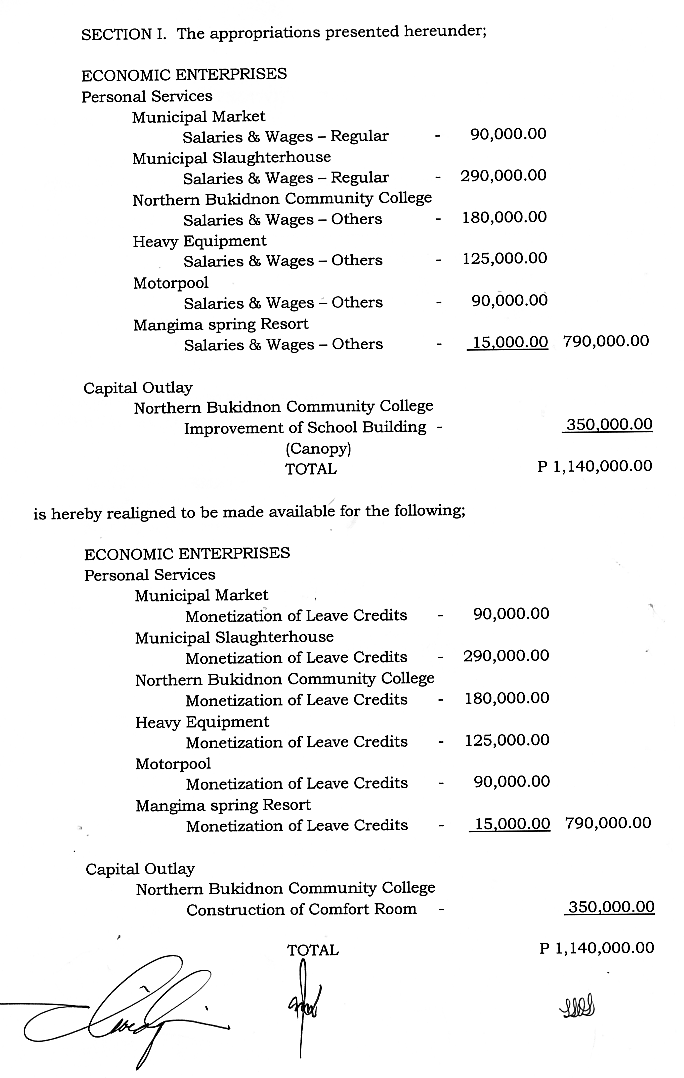 SECTION I. The appropriations presented hereunder;
ECONOMIC ENTERPRISES
Personal Services
Municipal Market
Salaries & Wages – Regular - 90,000.00
Municipal Slaughterhouse
Salaries & Wages – Regular - 290,000.00
Northern Bukidnon Community College
Salaries & Wages – Others - 180,000.00
Heavy Equipment
Salaries & Wages – Others - 125,000.00
Motorpool
Salaries & Wages – Others - 90,000.00
Mangima spring Resort
Salaries & Wages – Others - 15,000.00 790,000.00
Capital Outlay
Northern Bukidnon Community College
Improvement of School Building - 350,000.00
(Canopy)
TOTAL P 1,140,000.00
is hereby realigned to be made available for the following;
ECONOMIC ENTERPRISES
Personal Services
Municipal Market
Monetization of Leave Credits - 90,000.00
Municipal Slaughterhouse
Monetization of Leave Credits - 290,000.00
Northern Bukidnon Community College
Monetization of Leave Credits - 180,000.00
Heavy Equipment
Monetization of Leave Credits - 125,000.00
Motorpool
Monetization of Leave Credits - 90,000.00
Mangima spring Resort
Monetization of Leave Credits - 15,000.00 790,000.00
Capital Outlay
Northern Bukidnon Community College
Construction of Comfort Room - 350,000.00
TOTAL P 1,140,000.00